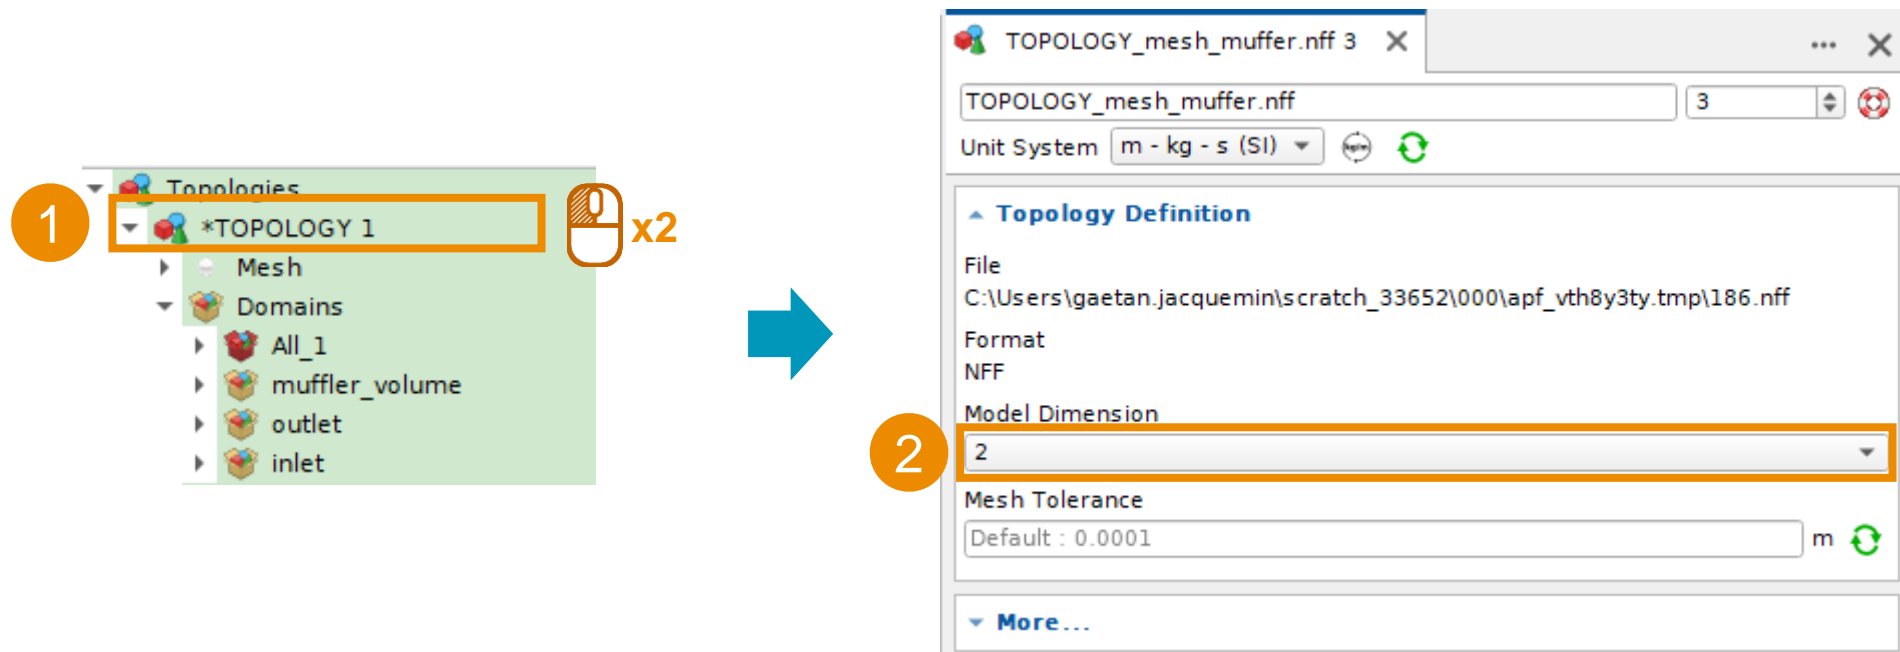 1
Topologies
*TOPOLOGY 1
x2
Mesh
Domains
All_1
muffler_volume
outlet
inlet
TOPOLOGY_mesh_muffer.nff 3
TOPOLOGY_mesh_muffer.nff
3
Unit System
m - kg - s (SI)
Topology Definition
File
C:\Users\gaetan.jacquemin\scratch_33652\000\apf_vth8y3ty.tmp\186.nff
Format
NFF
Model Dimension
2
2
Mesh Tolerance
Default : 0.0001
m
More...